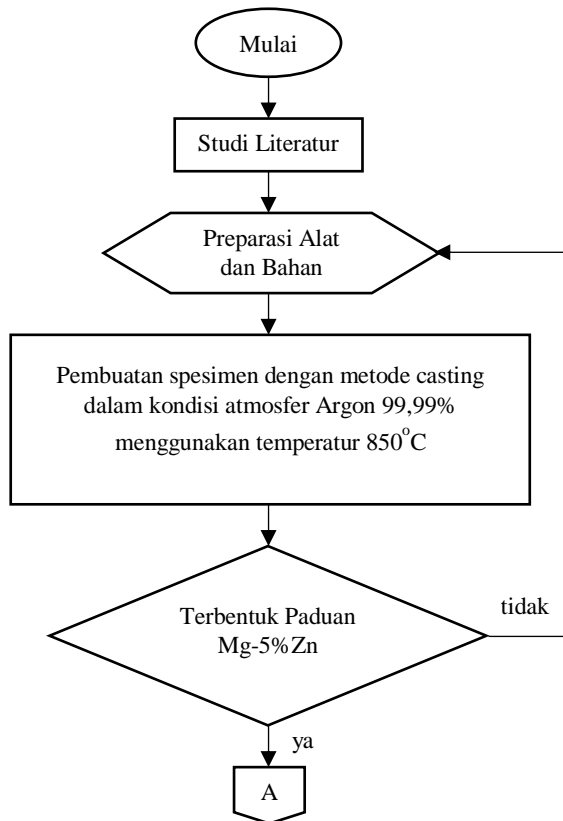 Mulai
Studi Literatur
Preparasi Alat
dan Bahan
Pembuatan spesimen dengan metode casting
dalam kondisi atmosfer Argon 99,99%
menggunakan temperatur 850°C
Terbentuk Paduan
Mg-5%Zn
tidak
ya
A